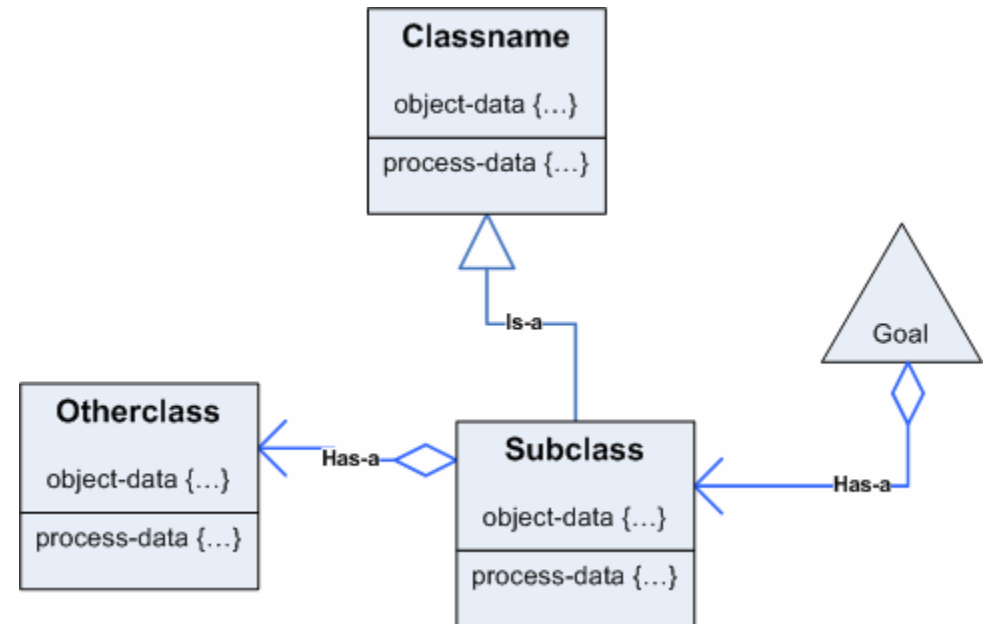 Classname
object-data {...}
process-data {...}
Is-a
Goal
Otherclass
object-data {...}
process-data {...}
Has-a
Subclass
object-data {...}
process-data {...}
Has-a